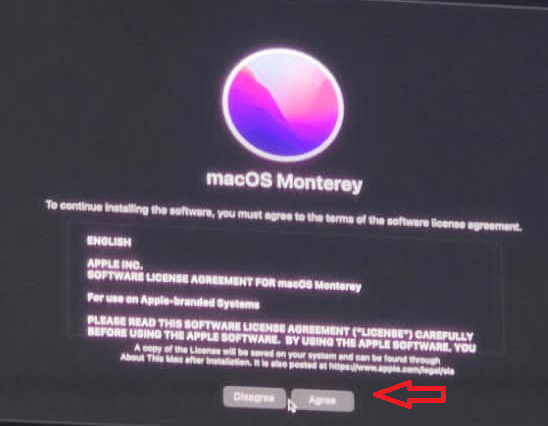 macOS Monterey
To continue installing the software, you must agree to the terms of the software license agreement.
ENGLISH
APPLE INC.
SOFTWARE LICENSE AGREEMENT FOR macOS Monterey
For use on Apple-branded Systems
PLEASE READ THIS SOFTWARE LICENSE AGREEMENT ("LICENSE") CAREFULLY
BEFORE USING THE APPLE SOFTWARE. BY USING THE APPLE SOFTWARE, YOU
A copy of the License will be saved on your system and can be found through
About This Mac after installation. It is also posted at https://www.apple.com/legal/sla
Disagree Agree